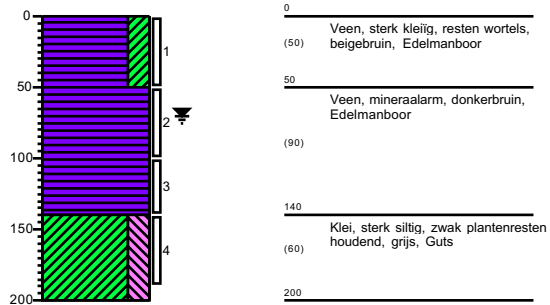 0
50
100
150
200
1
2
3
4
0
Veen, sterk kleiïg, resten wortels,
beigebruin, Edelmanboor
(50)
50
Veen, mineraalarm, donkerbruin,
Edelmanboor
(90)
140
Klei, sterk siltig, zwak plantenresten
houdend, grijs, Guts
(60)
200